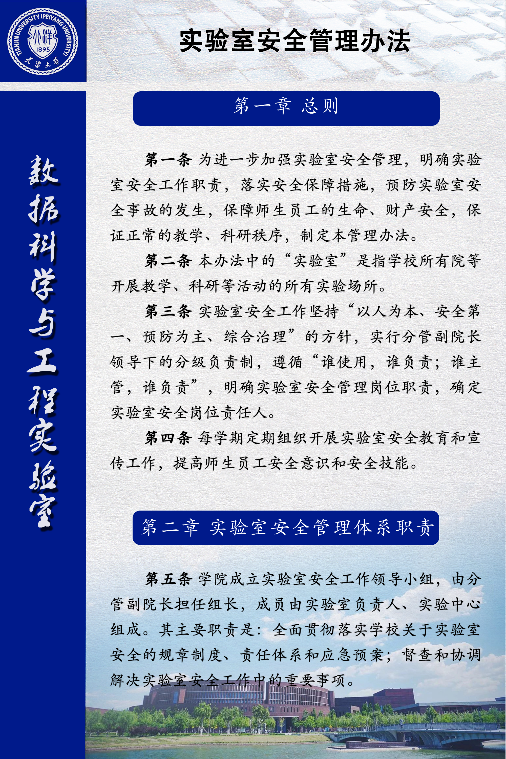 TIANJIN UNIVERSITY (PEIYANG UNIVERSITY)
北洋
1895
天津大学
实验室安全管理办法
数据科学与工程实验室
第一章 总则
第一条 为进一步加强实验室安全管理，明确实验
室安全工作职责，落实安全保障措施，预防实验室安
全事故的发生，保障师生员工的生命、财产安全，保
证正常的教学、科研秩序，制定本管理办法。
第二条 本办法中的“实验室”是指学校所有院等
开展教学、科研等活动的所有实验场所。
第三条 实验室安全工作坚持“以人为本、安全第
一、预防为主、综合治理”的方针，实行分管副院长
领导下的分级负责制，遵循“谁使用，谁负责；谁主
管，谁负责”，明确实验室安全管理岗位职责，确定
实验室安全岗位责任人。
第四条 每学期定期组织开展实验室安全教育和宣
传工作，提高师生员工安全意识和安全技能。
第二章 实验室安全管理体系职责
第五条 学院成立实验室安全工作领导小组，由分
管副院长担任组长，成员由实验室负责人、实验中心
组成。其主要职责是：全面贯彻落实学校关于实验室
安全的规章制度、责任体系和应急预案；督查和协调
解决实验室安全工作中的重要事项。